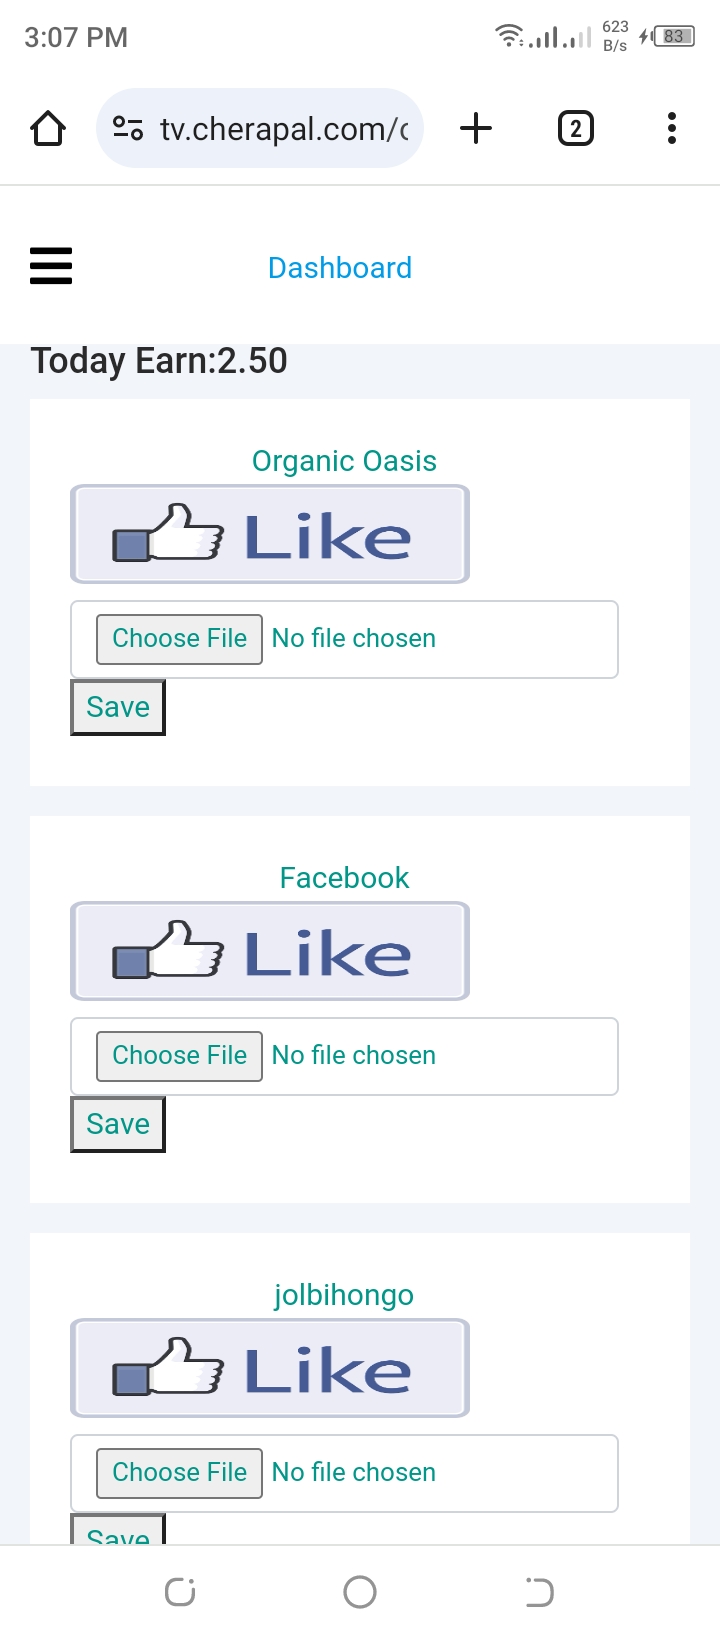 3:07 PM
623
B/s
83
tv.cherapal.com/c
2
Dashboard
Today Earn:2.50
Organic Oasis
Like
Choose File No file chosen
Save
Facebook
Like
Choose File No file chosen
Save
jolbihongo
Like
Choose File No file chosen
Save